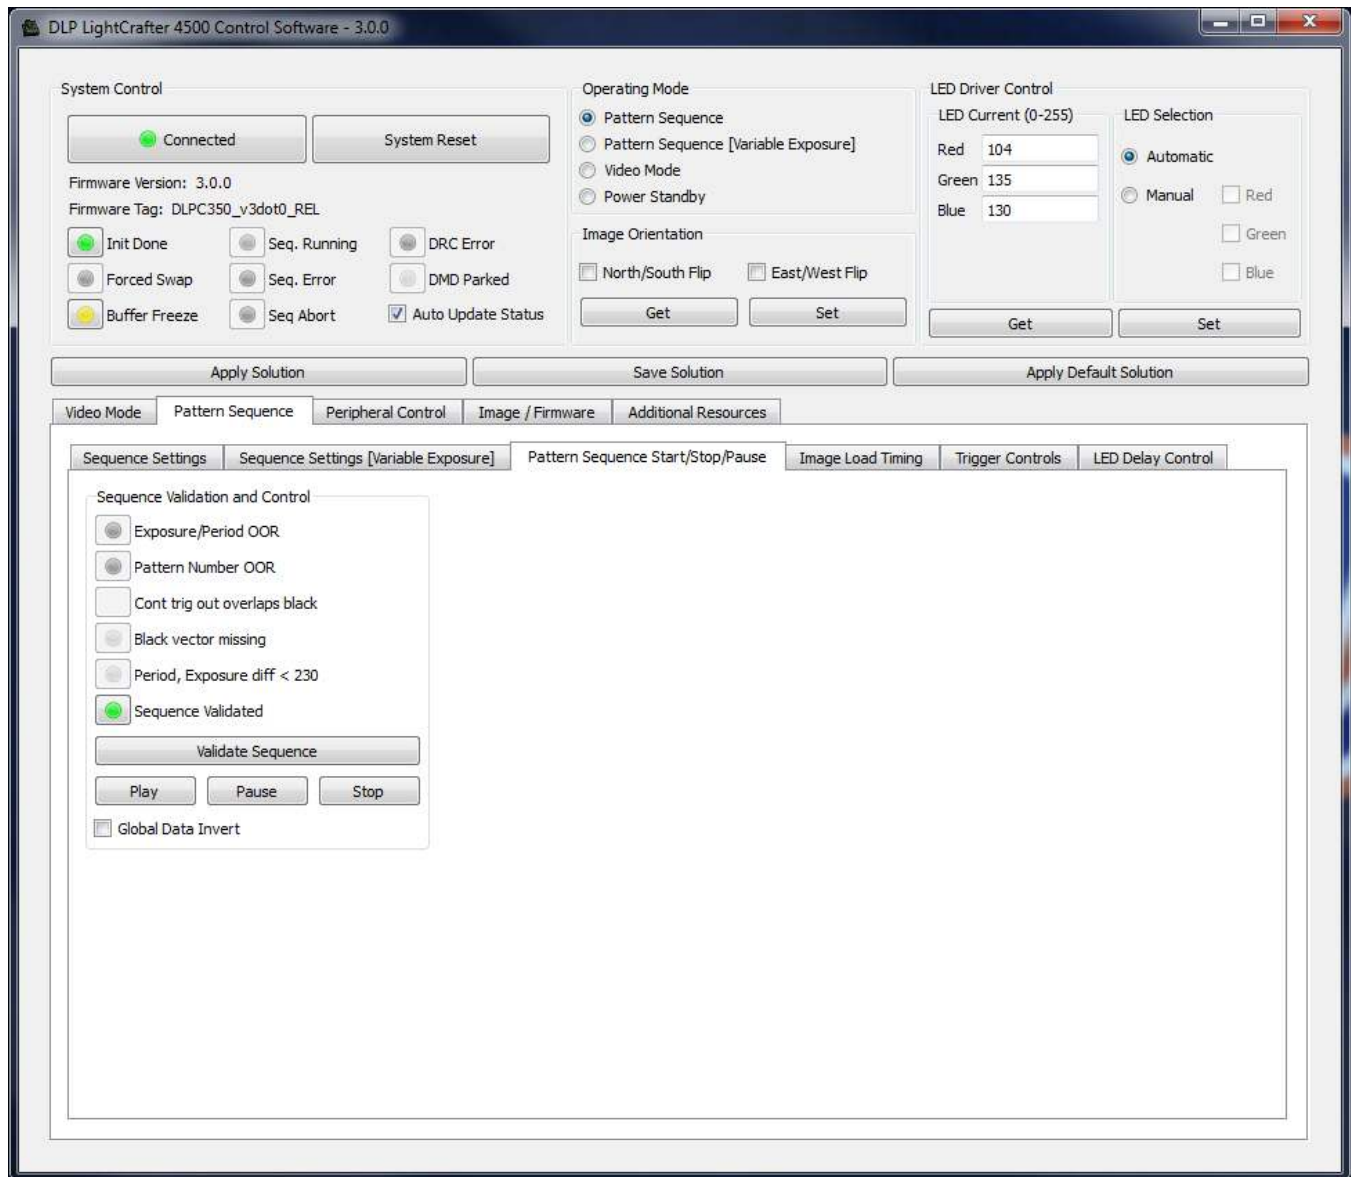 DLP LightCrafter 4500 Control Software - 3.0.0
System Control
Connected
System Reset
Firmware Version: 3.0.0
Firmware Tag: DLPC350_v3dot0_REL
Init Done
Seq. Running
DRC Error
Forced Swap
Seq. Error
DMD Parked
Buffer Freeze
Seq Abort
Auto Update Status
Operating Mode
Pattern Sequence
Pattern Sequence [Variable Exposure]
Video Mode
Power Standby
Image Orientation
North/South Flip
East/West Flip
Get
Set
LED Driver Control
LED Current (0-255)
Red 104
Green 135
Blue 130
LED Selection
Automatic
Manual
Red
Green
Blue
Get
Set
Apply Solution
Save Solution
Apply Default Solution
Video Mode
Pattern Sequence
Peripheral Control
Image / Firmware
Additional Resources
Sequence Settings
Sequence Settings [Variable Exposure]
Pattern Sequence Start/Stop/Pause
Image Load Timing
Trigger Controls
LED Delay Control
Sequence Validation and Control
Exposure/Period OOR
Pattern Number OOR
Cont trig out overlaps black
Black vector missing
Period, Exposure diff < 230
Sequence Validated
Validate Sequence
Play
Pause
Stop
Global Data Invert